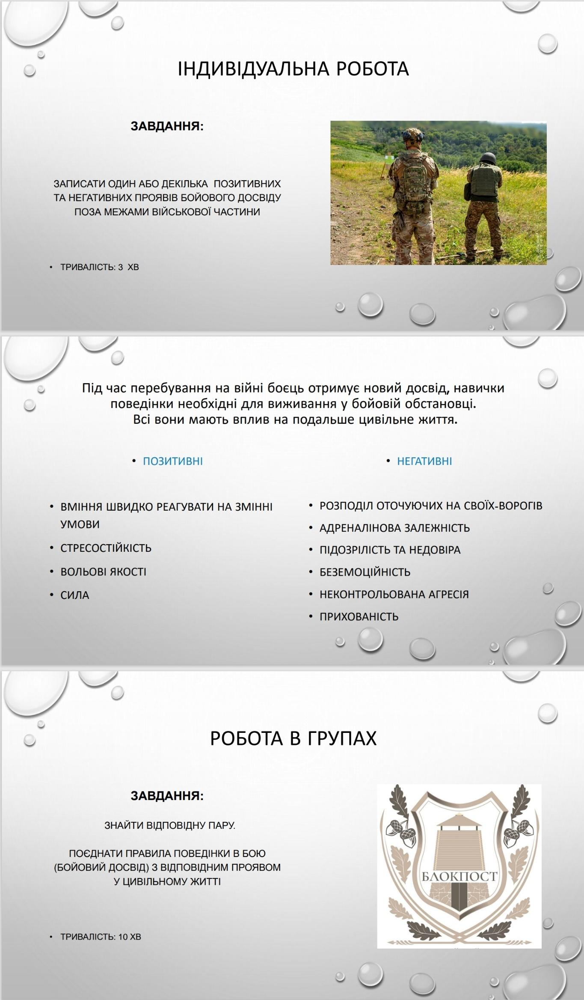 ІНДИВІДУАЛЬНА РОБОТА
ЗАВДАННЯ:
ЗАПИСАТИ ОДИН АБО ДЕКІЛЬКА ПОЗИТИВНИХ
ТА НЕГАТИВНИХ ПРОЯВІВ БОЙОВОГО ДОСВІДУ
ПОЗА МЕЖАМИ ВІЙСЬКОВОЇ ЧАСТИНИ
• ТРИВАЛІСТЬ: 3 ХВ
Під час перебування на війні боєць отримує новий досвід, навички
поведінки необхідні для виживання у бойовій обстановці.
Всі вони мають вплив на подальше цивільне життя.
• ПОЗИТИВНІ
• ВМІННЯ ШВИДКО РЕАГУВАТИ НА ЗМІННІ
УМОВИ
• СТРЕСОСТІЙКІСТЬ
• ВОЛЬОВІ ЯКОСТІ
• СИЛА
• НЕГАТИВНІ
• РОЗПОДІЛ ОТОЧУЮЧИХ НА СВОЇХ-ВОРОГІВ
• АДРЕНАЛІНОВА ЗАЛЕЖНІСТЬ
• ПІДОЗРІЛІСТЬ ТА НЕДОВІРА
• БЕЗЕМОЦІЙНІСТЬ
• НЕКОНТРОЛЬОВАНА АГРЕСІЯ
• ПРИХОВАНІСТЬ
РОБОТА В ГРУПАХ
ЗАВДАННЯ:
ЗНАЙТИ ВІДПОВІДНУ ПАРУ.
ПОЄДНАТИ ПРАВИЛА ПОВЕДІНКИ В БОЮ
(БОЙОВИЙ ДОСВІД) З ВІДПОВІДНИМ ПРОЯВОМ
У ЦИВІЛЬНОМУ ЖИТТІ
• ТРИВАЛІСТЬ: 10 ХВ
БЛОКПОСТ